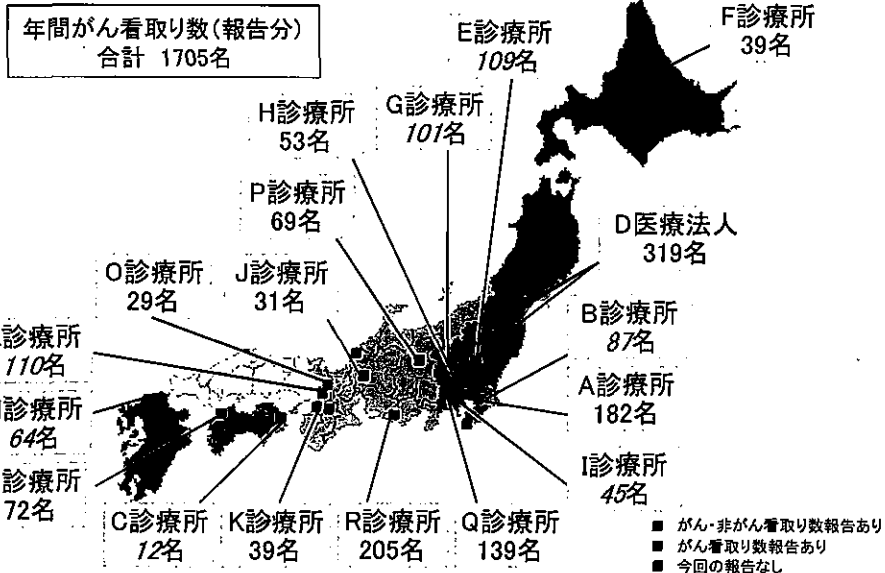 年間がん看取り数(報告分)
合計 1705名
F診療所
39名
E診療所
109名
G診療所
101名
H診療所
53名
P診療所
69名
D医療法人
319名
O診療所
29名
J診療所
31名
B診療所
87名
診療所
110名
A診療所
182名
診療所
64名
I診療所
45名
診療所
72名
C診療所
12名
K診療所
39名
R診療所
205名
Q診療所
139名
■ がん・非がん看取り数報告あり
■ がん看取り数報告あり
■ 今回の報告なし